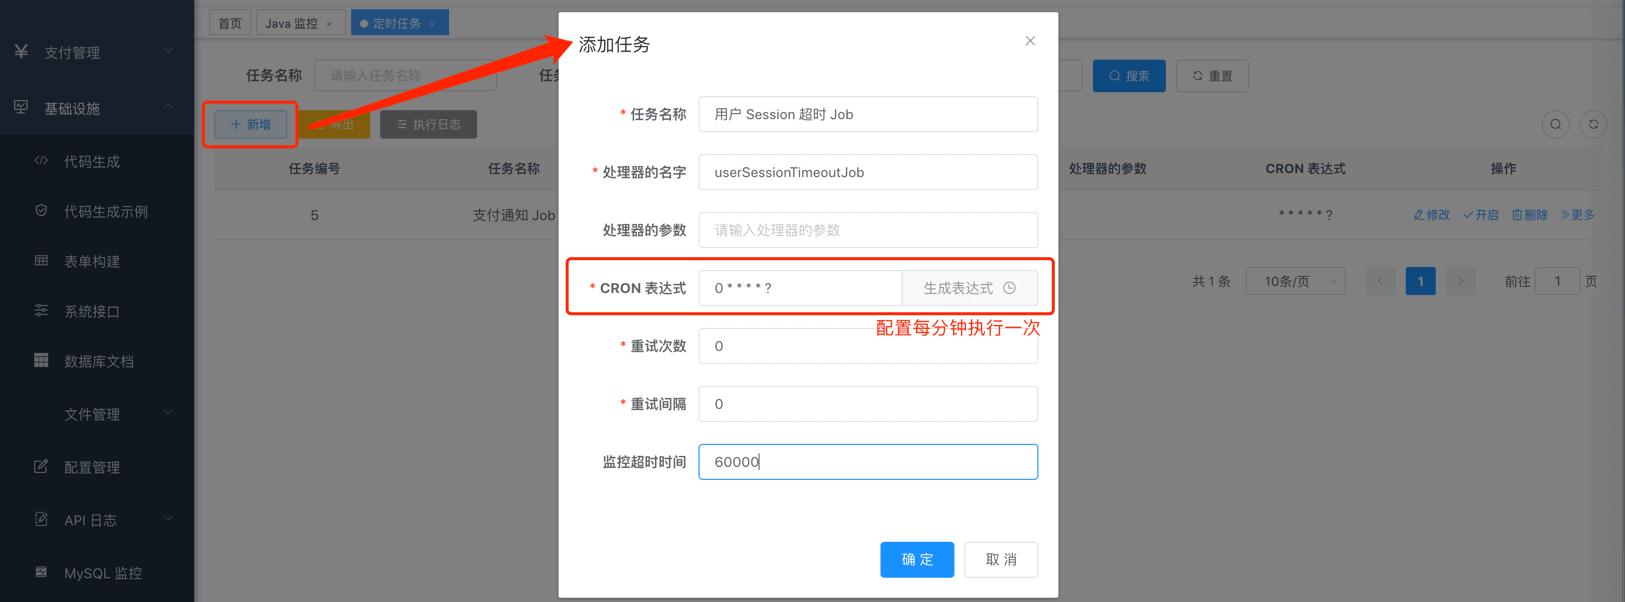 首页
Java 监控 ×
定时任务 ×
添加任务
支付管理
基础设施
代码生成
代码生成示例
表单构建
系统接口
数据库文档
文件管理
配置管理
API 日志
MySQL 监控
任务名称 请输入任务名称
搜索 重置
新增 导出 执行日志
任务编号 任务名称 处理器的参数 CRON 表达式 操作
5 支付通知 Job * * * * * ? 修改 开启 删除 更多
共 1 条 10条/页 1 前往 1 页
* 任务名称 用户 Session 超时 Job
* 处理器的名字 userSessionTimeoutJob
处理器的参数 请输入处理器的参数
* CRON 表达式 0 * * * * ? 生成表达式
配置每分钟执行一次
* 重试次数 0
* 重试间隔 0
监控超时时间 60000
确 定 取 消